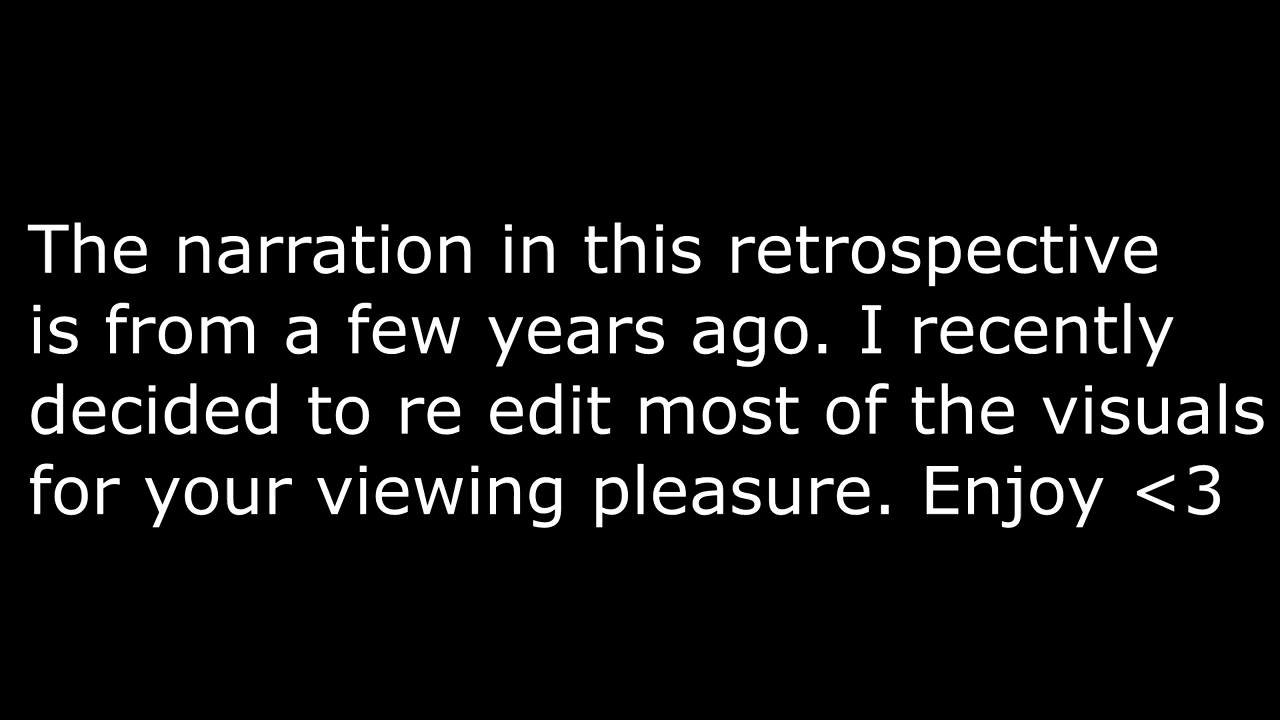 The narration in this retrospective
is from a few years ago. I recently
decided to re edit most of the visuals
for your viewing pleasure. Enjoy <3